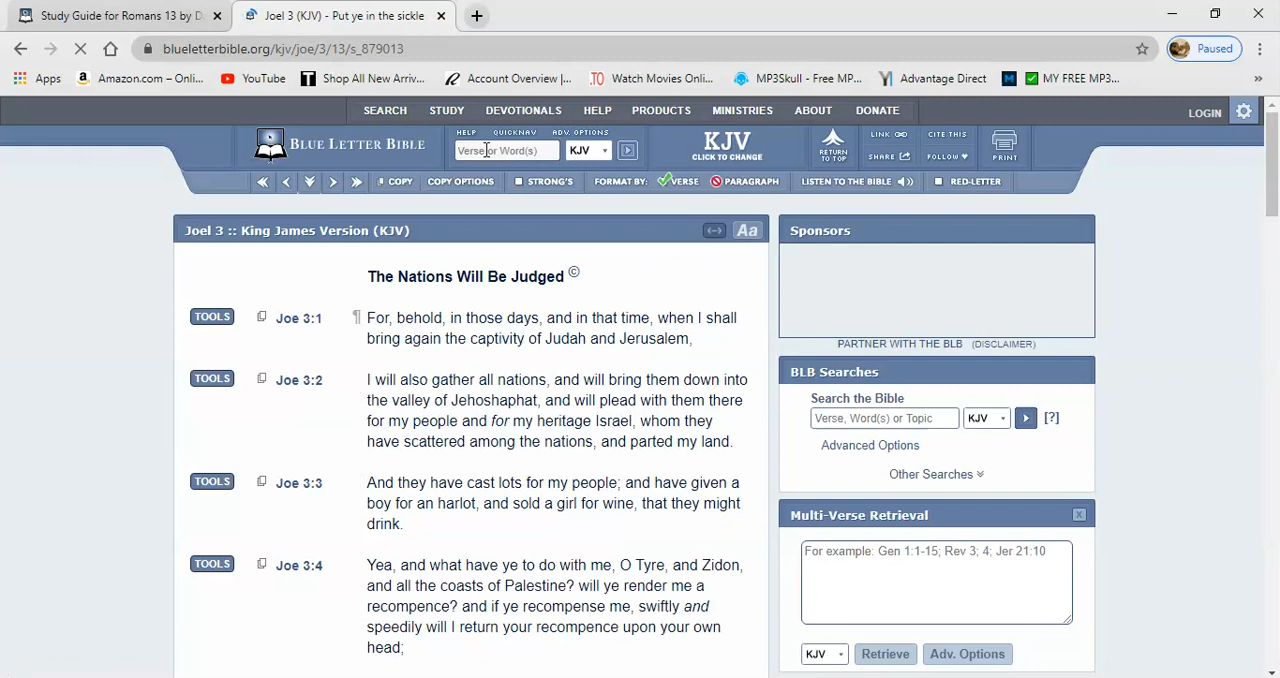 Study Guide for Romans 13 by D.
Joel 3 (KJV) - Put ye in the sickle
blueletterbible.org/kjv/joe/3/13/s_879013
Paused
Apps
Amazon.com – Onli...
YouTube
Shop All New Arriv...
Account Overview |...
Watch Movies Onli...
MP3Skull - Free MP...
Advantage Direct
MY FREE MP3...
SEARCH STUDY DEVOTIONALS HELP PRODUCTS MINISTRIES ABOUT DONATE
LOGIN
BLUE LETTER BIBLE
HELP QUICKNAV ADV. OPTIONS
Verse or Word(s) KJV
KJV
CLICK TO CHANGE
RETURN
TO TOP
LINK
CITE THIS
SHARE
FOLLOW
PRINT
COPY COPY OPTIONS STRONG'S FORMAT BY: VERSE PARAGRAPH LISTEN TO THE BIBLE RED-LETTER
Joel 3 :: King James Version (KJV)
Aa
The Nations Will Be Judged ©
TOOLS Joe 3:1 ¶ For, behold, in those days, and in that time, when I shall
bring again the captivity of Judah and Jerusalem,
TOOLS Joe 3:2 I will also gather all nations, and will bring them down into
the valley of Jehoshaphat, and will plead with them there
for my people and for my heritage Israel, whom they
have scattered among the nations, and parted my land.
TOOLS Joe 3:3 And they have cast lots for my people; and have given a
boy for an harlot, and sold a girl for wine, that they might
drink.
TOOLS Joe 3:4 Yea, and what have ye to do with me, O Tyre, and Zidon,
and all the coasts of Palestine? will ye render me a
recompence? and if ye recompense me, swiftly and
speedily will I return your recompence upon your own
head;
Sponsors
PARTNER WITH THE BLB (DISCLAIMER)
BLB Searches
Search the Bible
Verse, Word(s) or Topic KJV [?]
Advanced Options
Other Searches
Multi-Verse Retrieval
X
For example: Gen 1:1-15; Rev 3; 4; Jer 21:10
KJV Retrieve Adv. Options